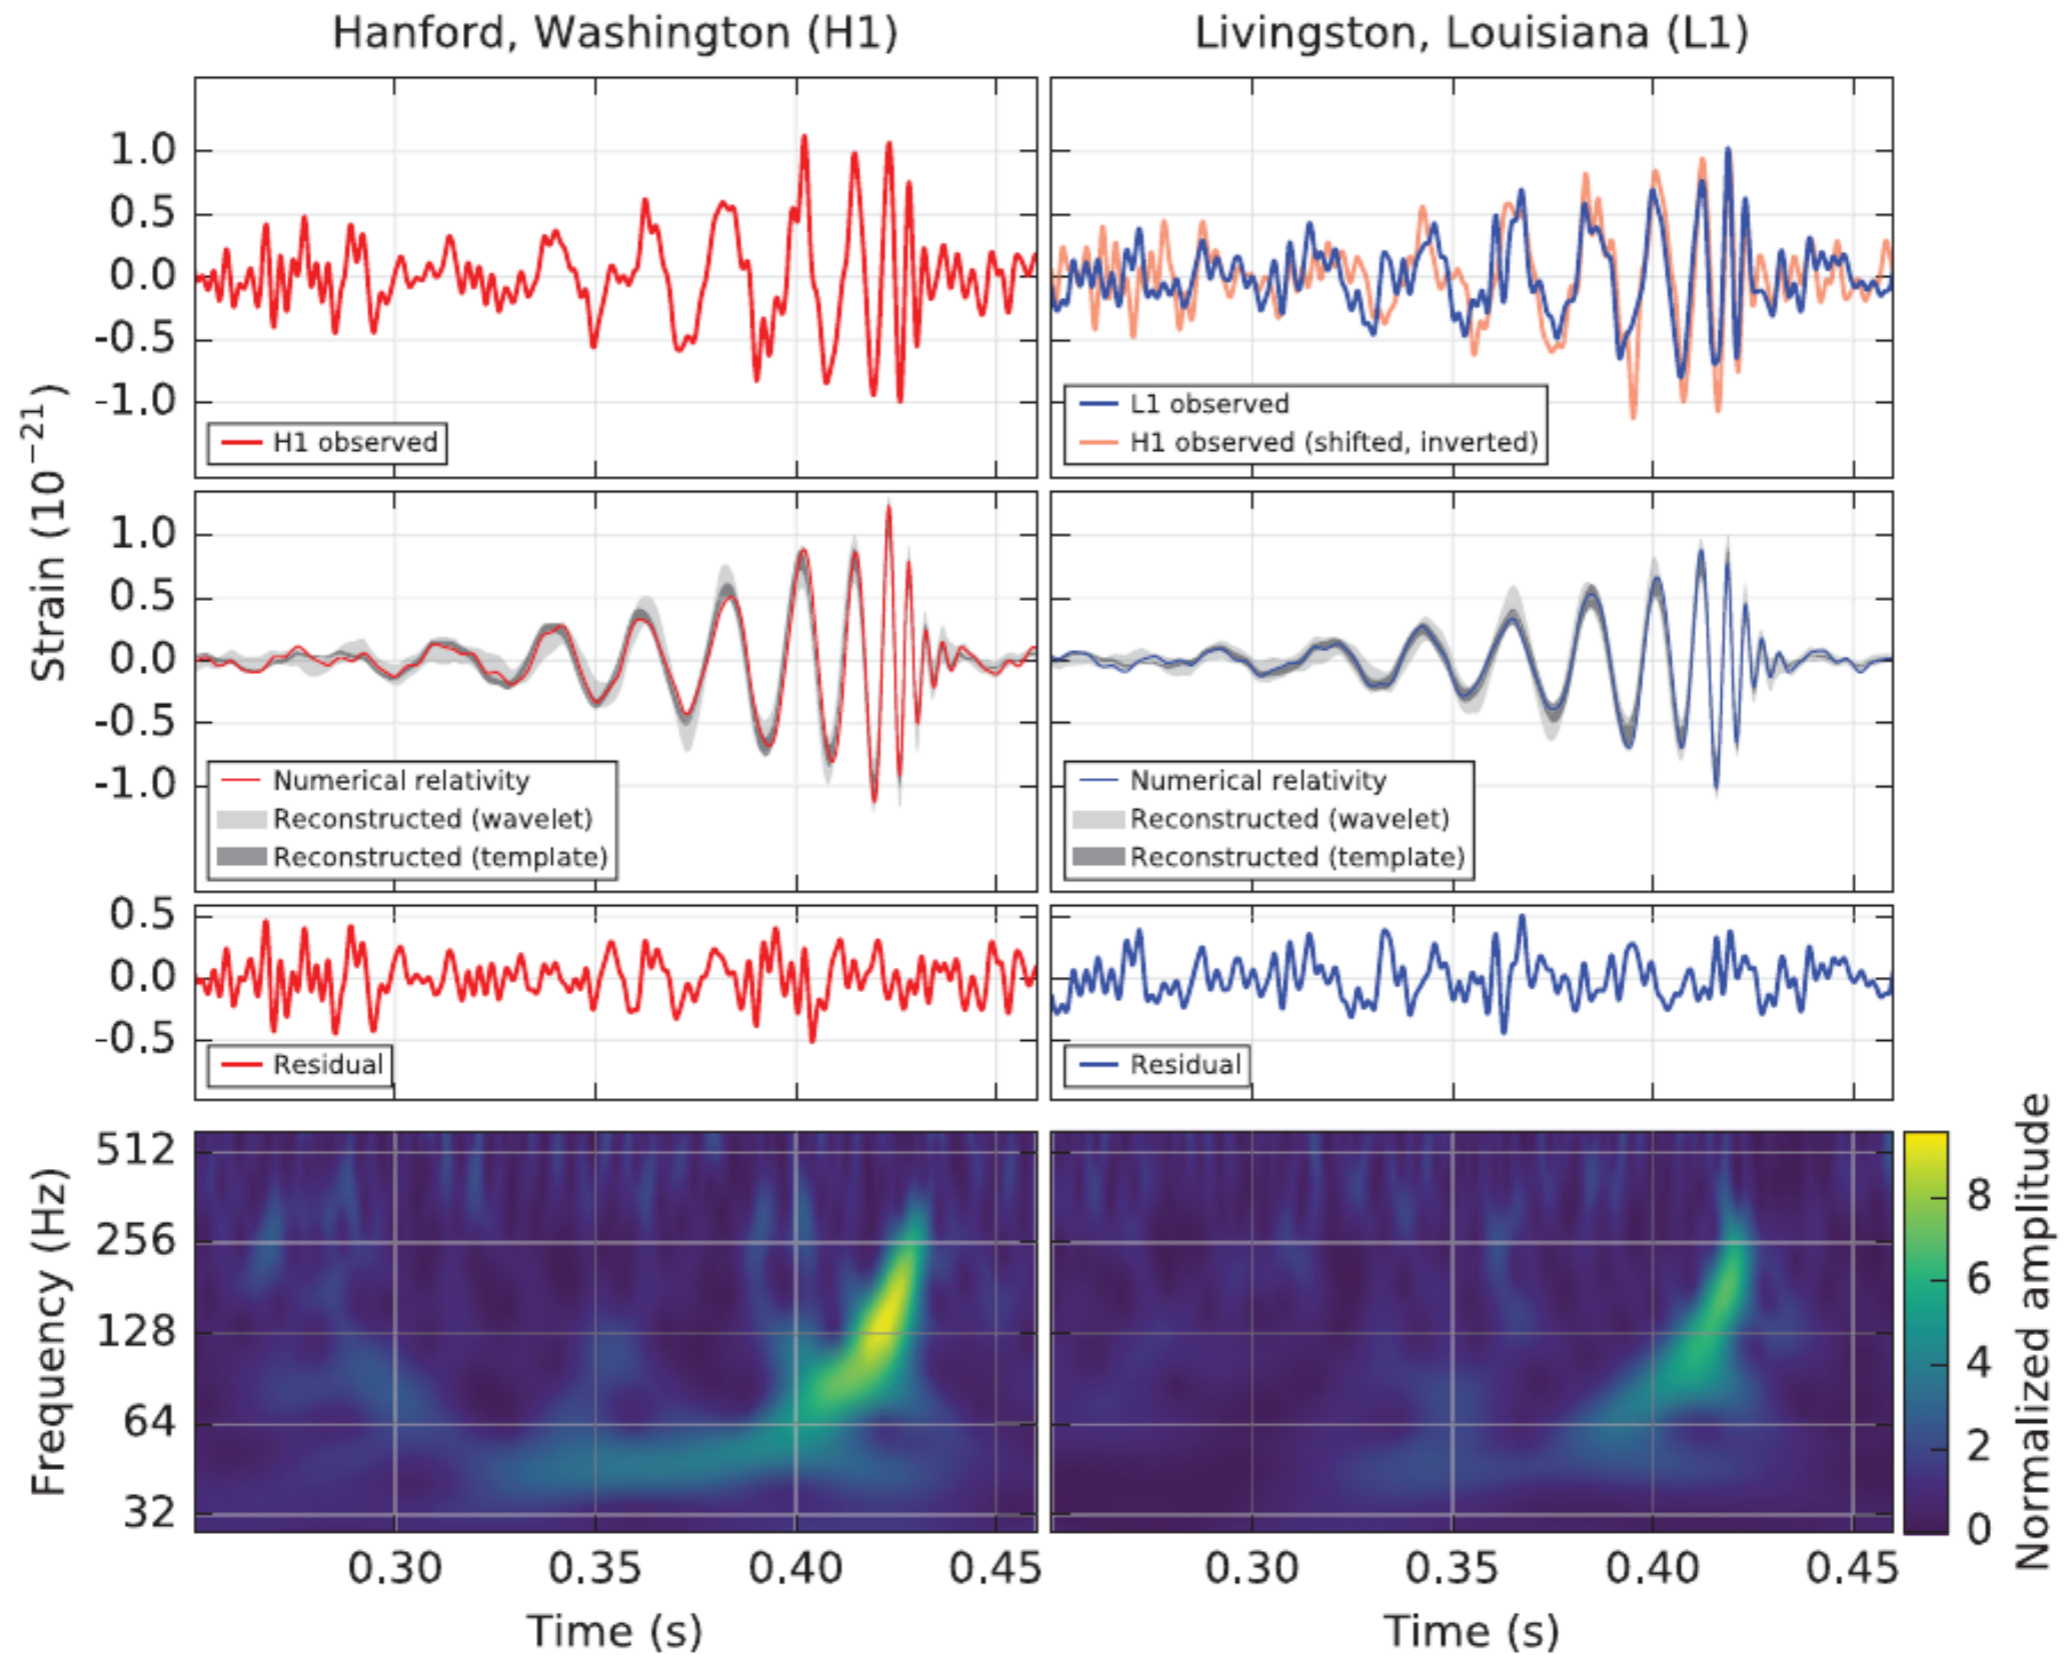 Hanford, Washington (H1)
Livingston, Louisiana (L1)
Strain (10⁻²¹)
1.0
0.5
0.0
-0.5
-1.0
H1 observed
L1 observed
H1 observed (shifted, inverted)
1.0
0.5
0.0
-0.5
-1.0
Numerical relativity
Reconstructed (wavelet)
Reconstructed (template)
Numerical relativity
Reconstructed (wavelet)
Reconstructed (template)
0.5
0.0
-0.5
Residual
Residual
Frequency (Hz)
512
256
128
64
32
0.30 0.35 0.40 0.45
Time (s)
0.30 0.35 0.40 0.45
Time (s)
8
6
4
2
0
Normalized amplitude